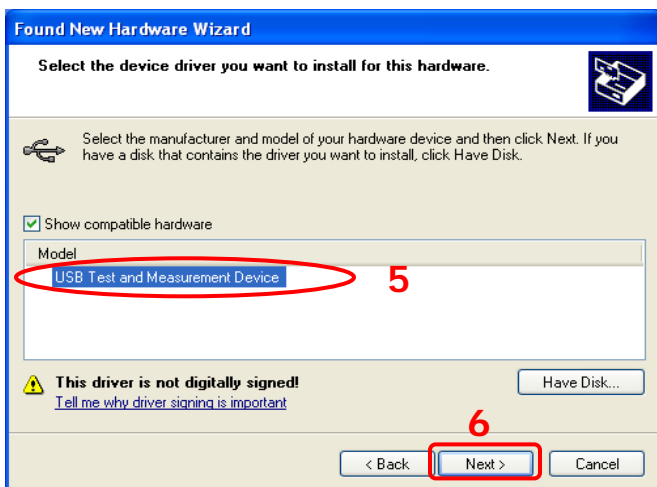 Found New Hardware Wizard
Select the device driver you want to install for this hardware.
Select the manufacturer and model of your hardware device and then click Next. If you
have a disk that contains the driver you want to install, click Have Disk.
Show compatible hardware
Model
USB Test and Measurement Device
5
This driver is not digitally signed!
Have Disk...
Tell me why driver signing is important
6
< Back
Next >
Cancel